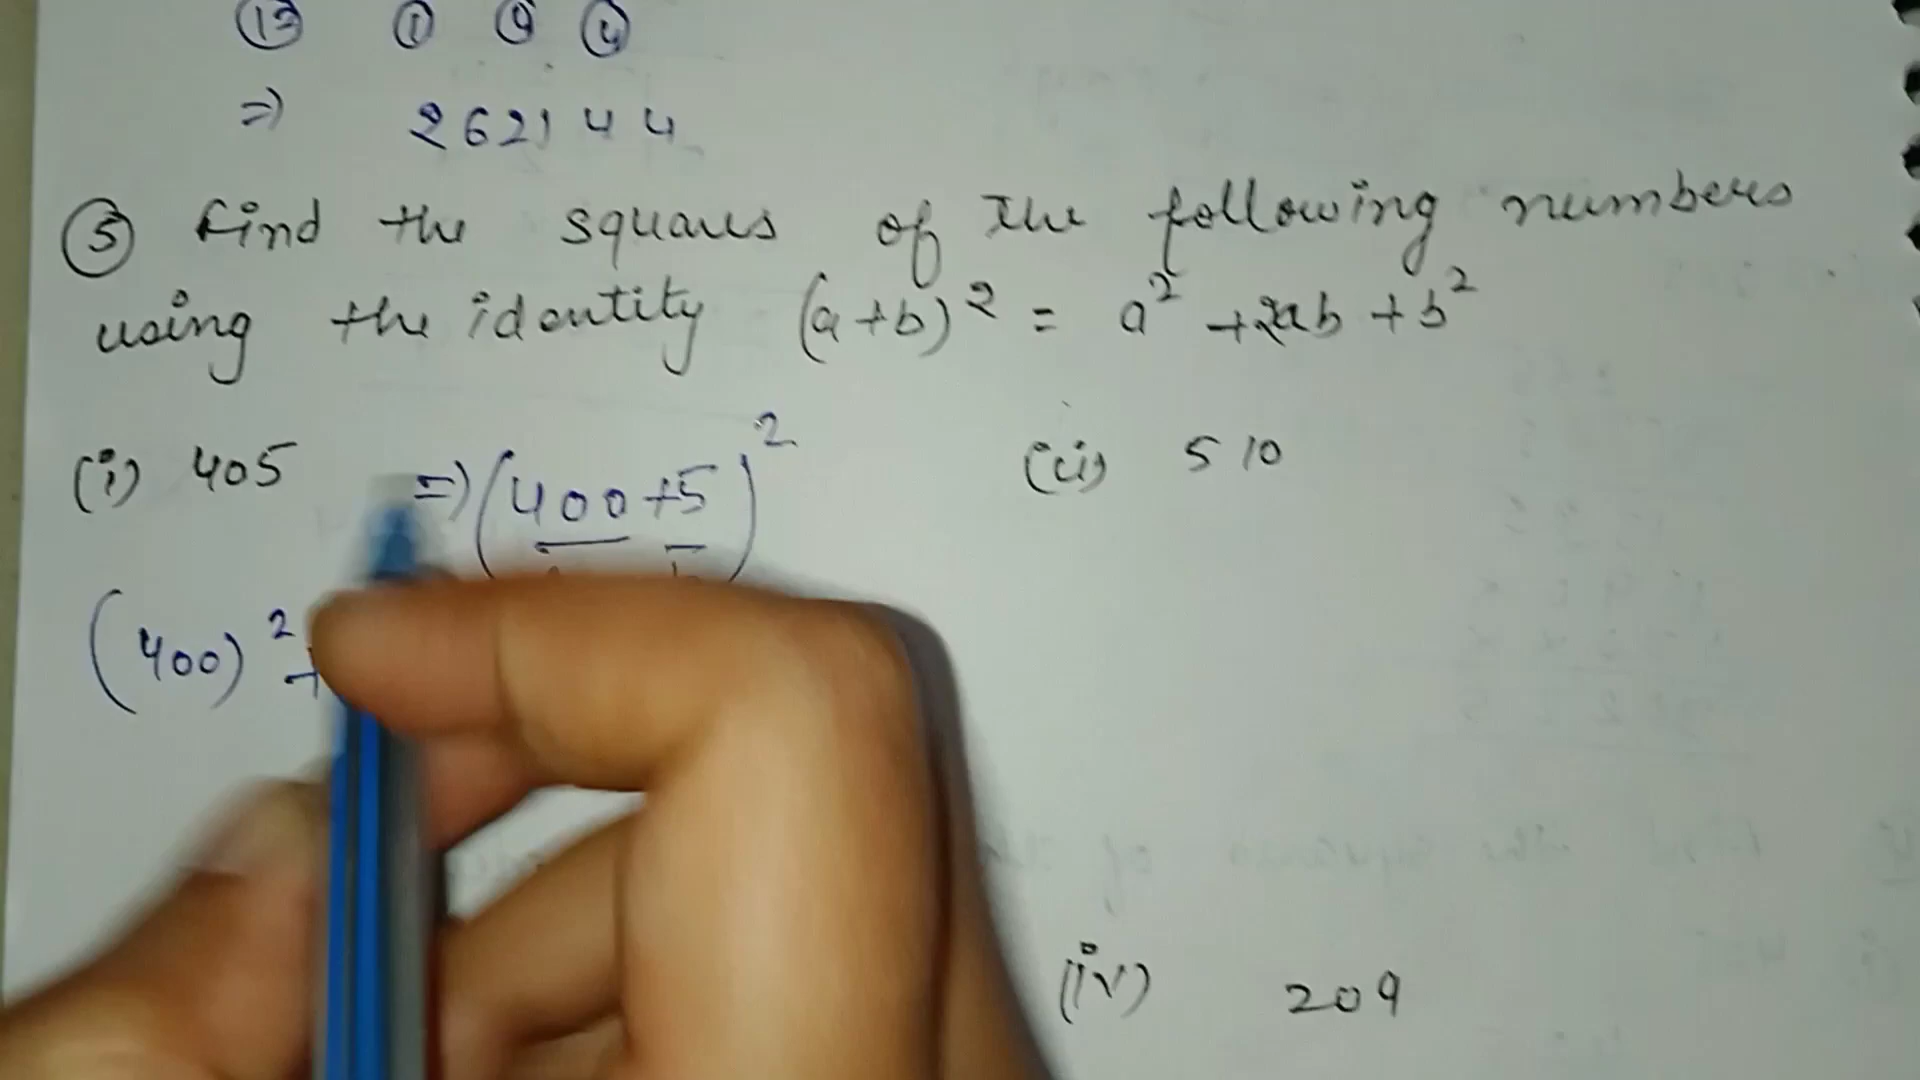 13 1 9 4
=> 262144
5 Find the squares of the following numbers
using the identity (a+b)² = a² +2ab +b²
(i) 405 => (400+5)²
(ii) 510
(400)² +
(iv) 209